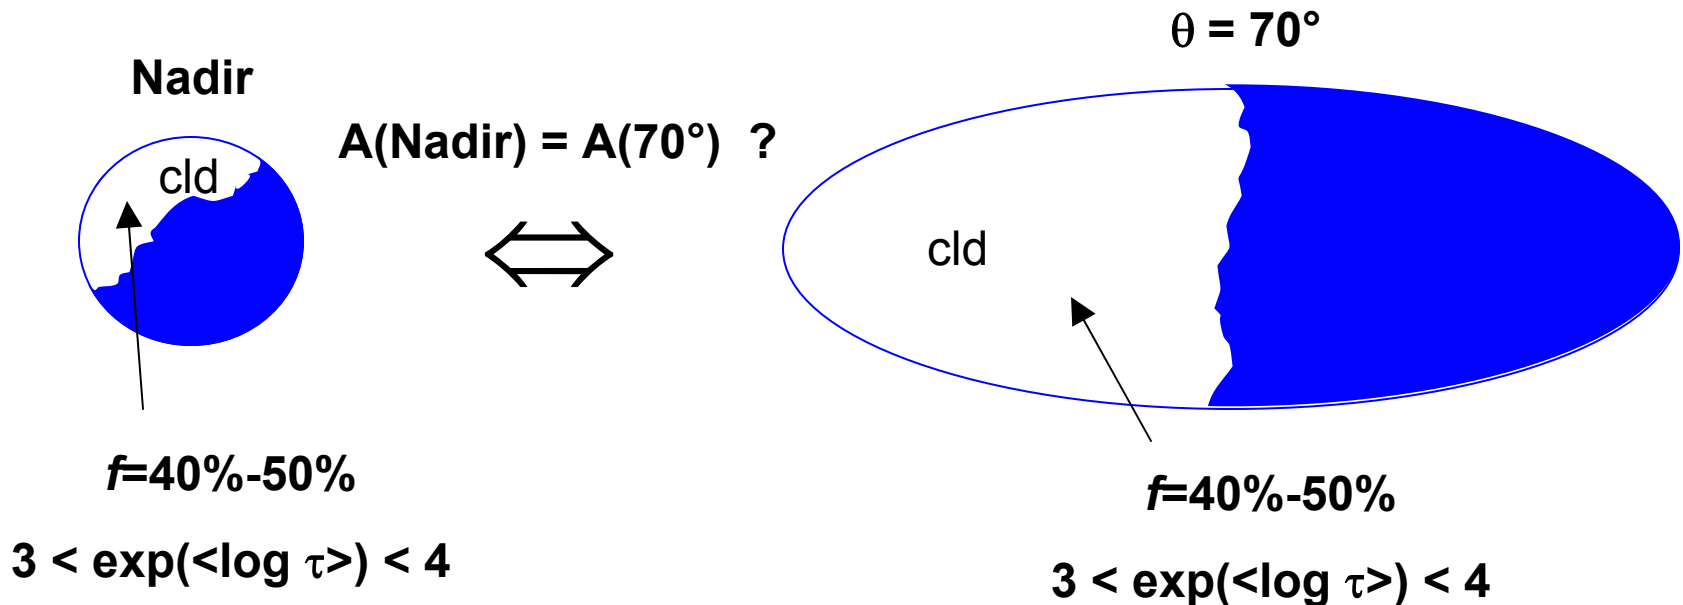 Nadir
θ = 70°
A(Nadir) = A(70°) ?
cld
cld
f=40%-50%
3 < exp(<log τ>) < 4
f=40%-50%
3 < exp(<log τ>) < 4